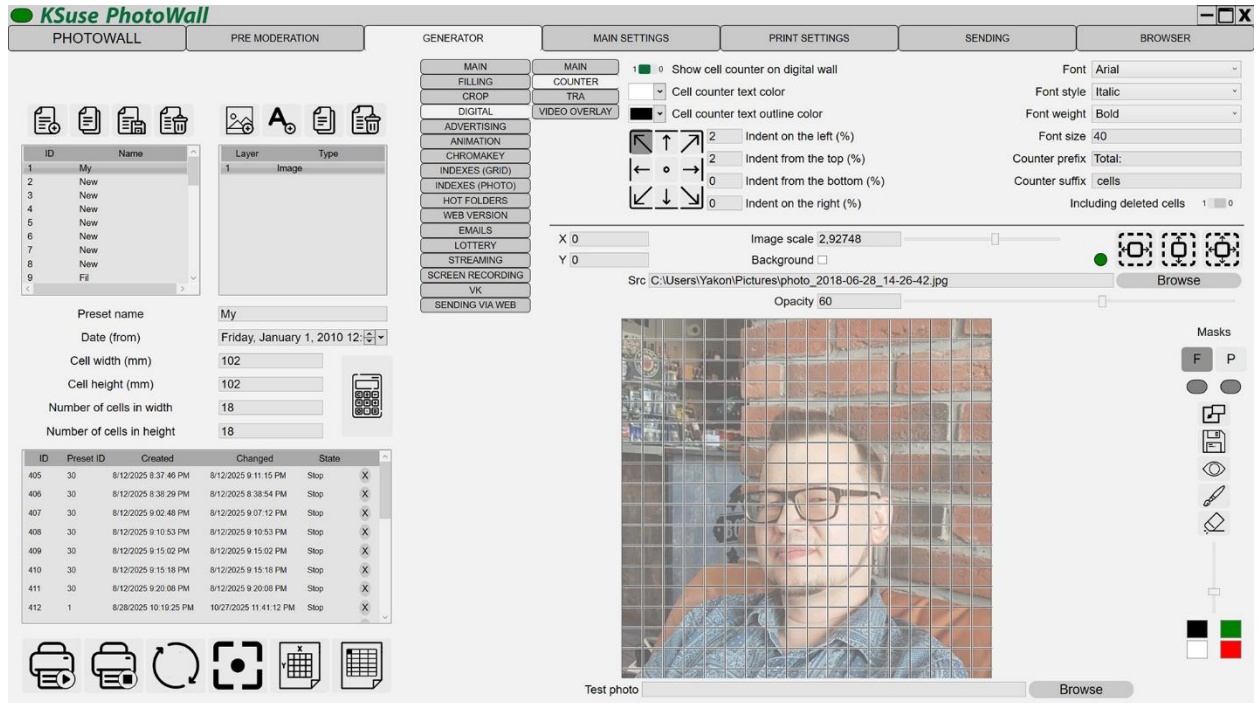 KSuse PhotoWall
PHOTOWALL
PRE MODERATION
GENERATOR
MAIN SETTINGS
PRINT SETTINGS
SENDING
BROWSER
ID Name
1 My
2 New
3 New
4 New
5 New
6 New
7 New
8 New
9 Fil
Layer Type
1 Image
Preset name My
Date (from) Friday, January 1, 2010 12:
Cell width (mm) 102
Cell height (mm) 102
Number of cells in width 18
Number of cells in height 18
ID Preset ID Created Changed State
405 30 8/12/2025 8:37:46 PM 8/12/2025 9:11:15 PM Stop X
406 30 8/12/2025 8:38:29 PM 8/12/2025 8:38:54 PM Stop X
407 30 8/12/2025 9:02:48 PM 8/12/2025 9:07:12 PM Stop X
408 30 8/12/2025 9:10:53 PM 8/12/2025 9:10:53 PM Stop X
409 30 8/12/2025 9:15:02 PM 8/12/2025 9:15:02 PM Stop X
410 30 8/12/2025 9:15:18 PM 8/12/2025 9:15:18 PM Stop X
411 30 8/12/2025 9:20:08 PM 8/12/2025 9:20:08 PM Stop X
412 1 8/28/2025 10:19:25 PM 10/27/2025 11:41:12 PM Stop X
X
Y
MAIN
FILLING
CROP
DIGITAL
ADVERTISING
ANIMATION
CHROMAKEY
INDEXES (GRID)
INDEXES (PHOTO)
HOT FOLDERS
WEB VERSION
EMAILS
LOTTERY
STREAMING
SCREEN RECORDING
VK
SENDING VIA WEB
MAIN
COUNTER
TRA
VIDEO OVERLAY
1 0 Show cell counter on digital wall
Cell counter text color
Cell counter text outline color
2 Indent on the left (%)
2 Indent from the top (%)
0 Indent from the bottom (%)
0 Indent on the right (%)
Font Arial
Font style Italic
Font weight Bold
Font size 40
Counter prefix Total:
Counter suffix cells
Including deleted cells 1 0
X 0
Y 0
Image scale 2,92748
Background
Src C:\Users\Yakon\Pictures\photo_2018-06-28_14-26-42.jpg
Browse
Opacity 60
Masks
F P
Test photo
Browse